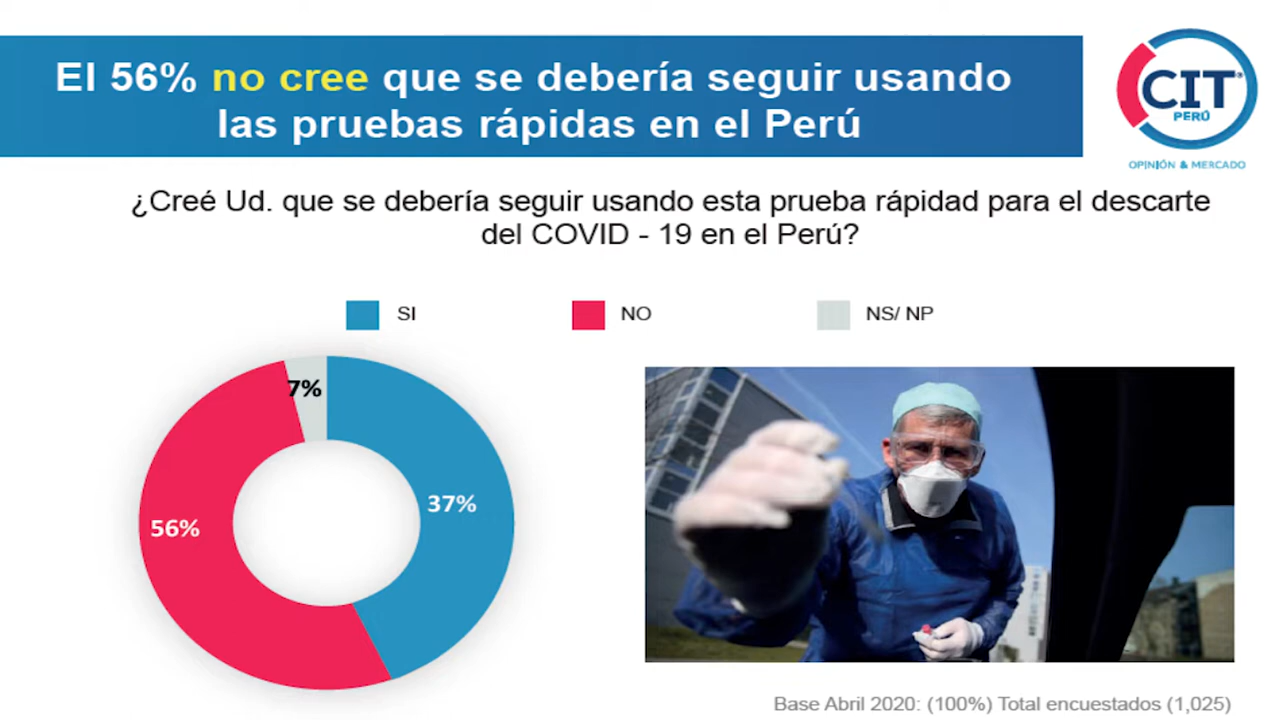 El 56% no cree que se debería seguir usando
las pruebas rápidas en el Perú
CIT®
PERÚ
OPINIÓN & MERCADO
¿Creé Ud. que se debería seguir usando esta prueba rápidad para el descarte
del COVID - 19 en el Perú?
SI
NO
NS/ NP
7%
37%
56%
Base Abril 2020: (100%) Total encuestados (1,025)